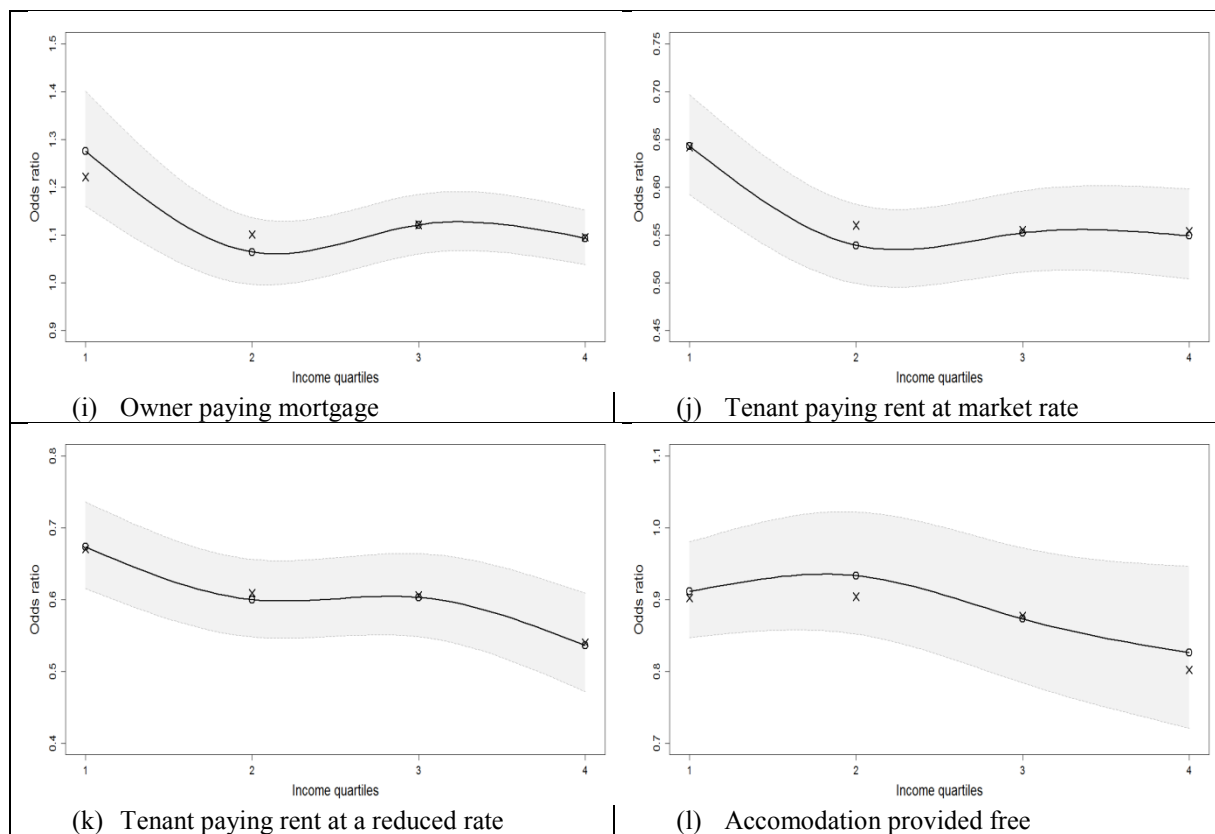 1.5
1.4
1.3
1.2
1.1
1.0
0.9
Odds ratio
1 2 3 4
Income quartiles
(i) Owner paying mortgage
0.75
0.70
0.65
0.60
0.55
0.50
0.45
Odds ratio
1 2 3 4
Income quartiles
(j) Tenant paying rent at market rate
0.8
0.7
0.6
0.5
0.4
Odds ratio
1 2 3 4
Income quartiles
(k) Tenant paying rent at a reduced rate
1.1
1.0
0.9
0.8
0.7
Odds ratio
1 2 3 4
Income quartiles
(l) Accomodation provided free